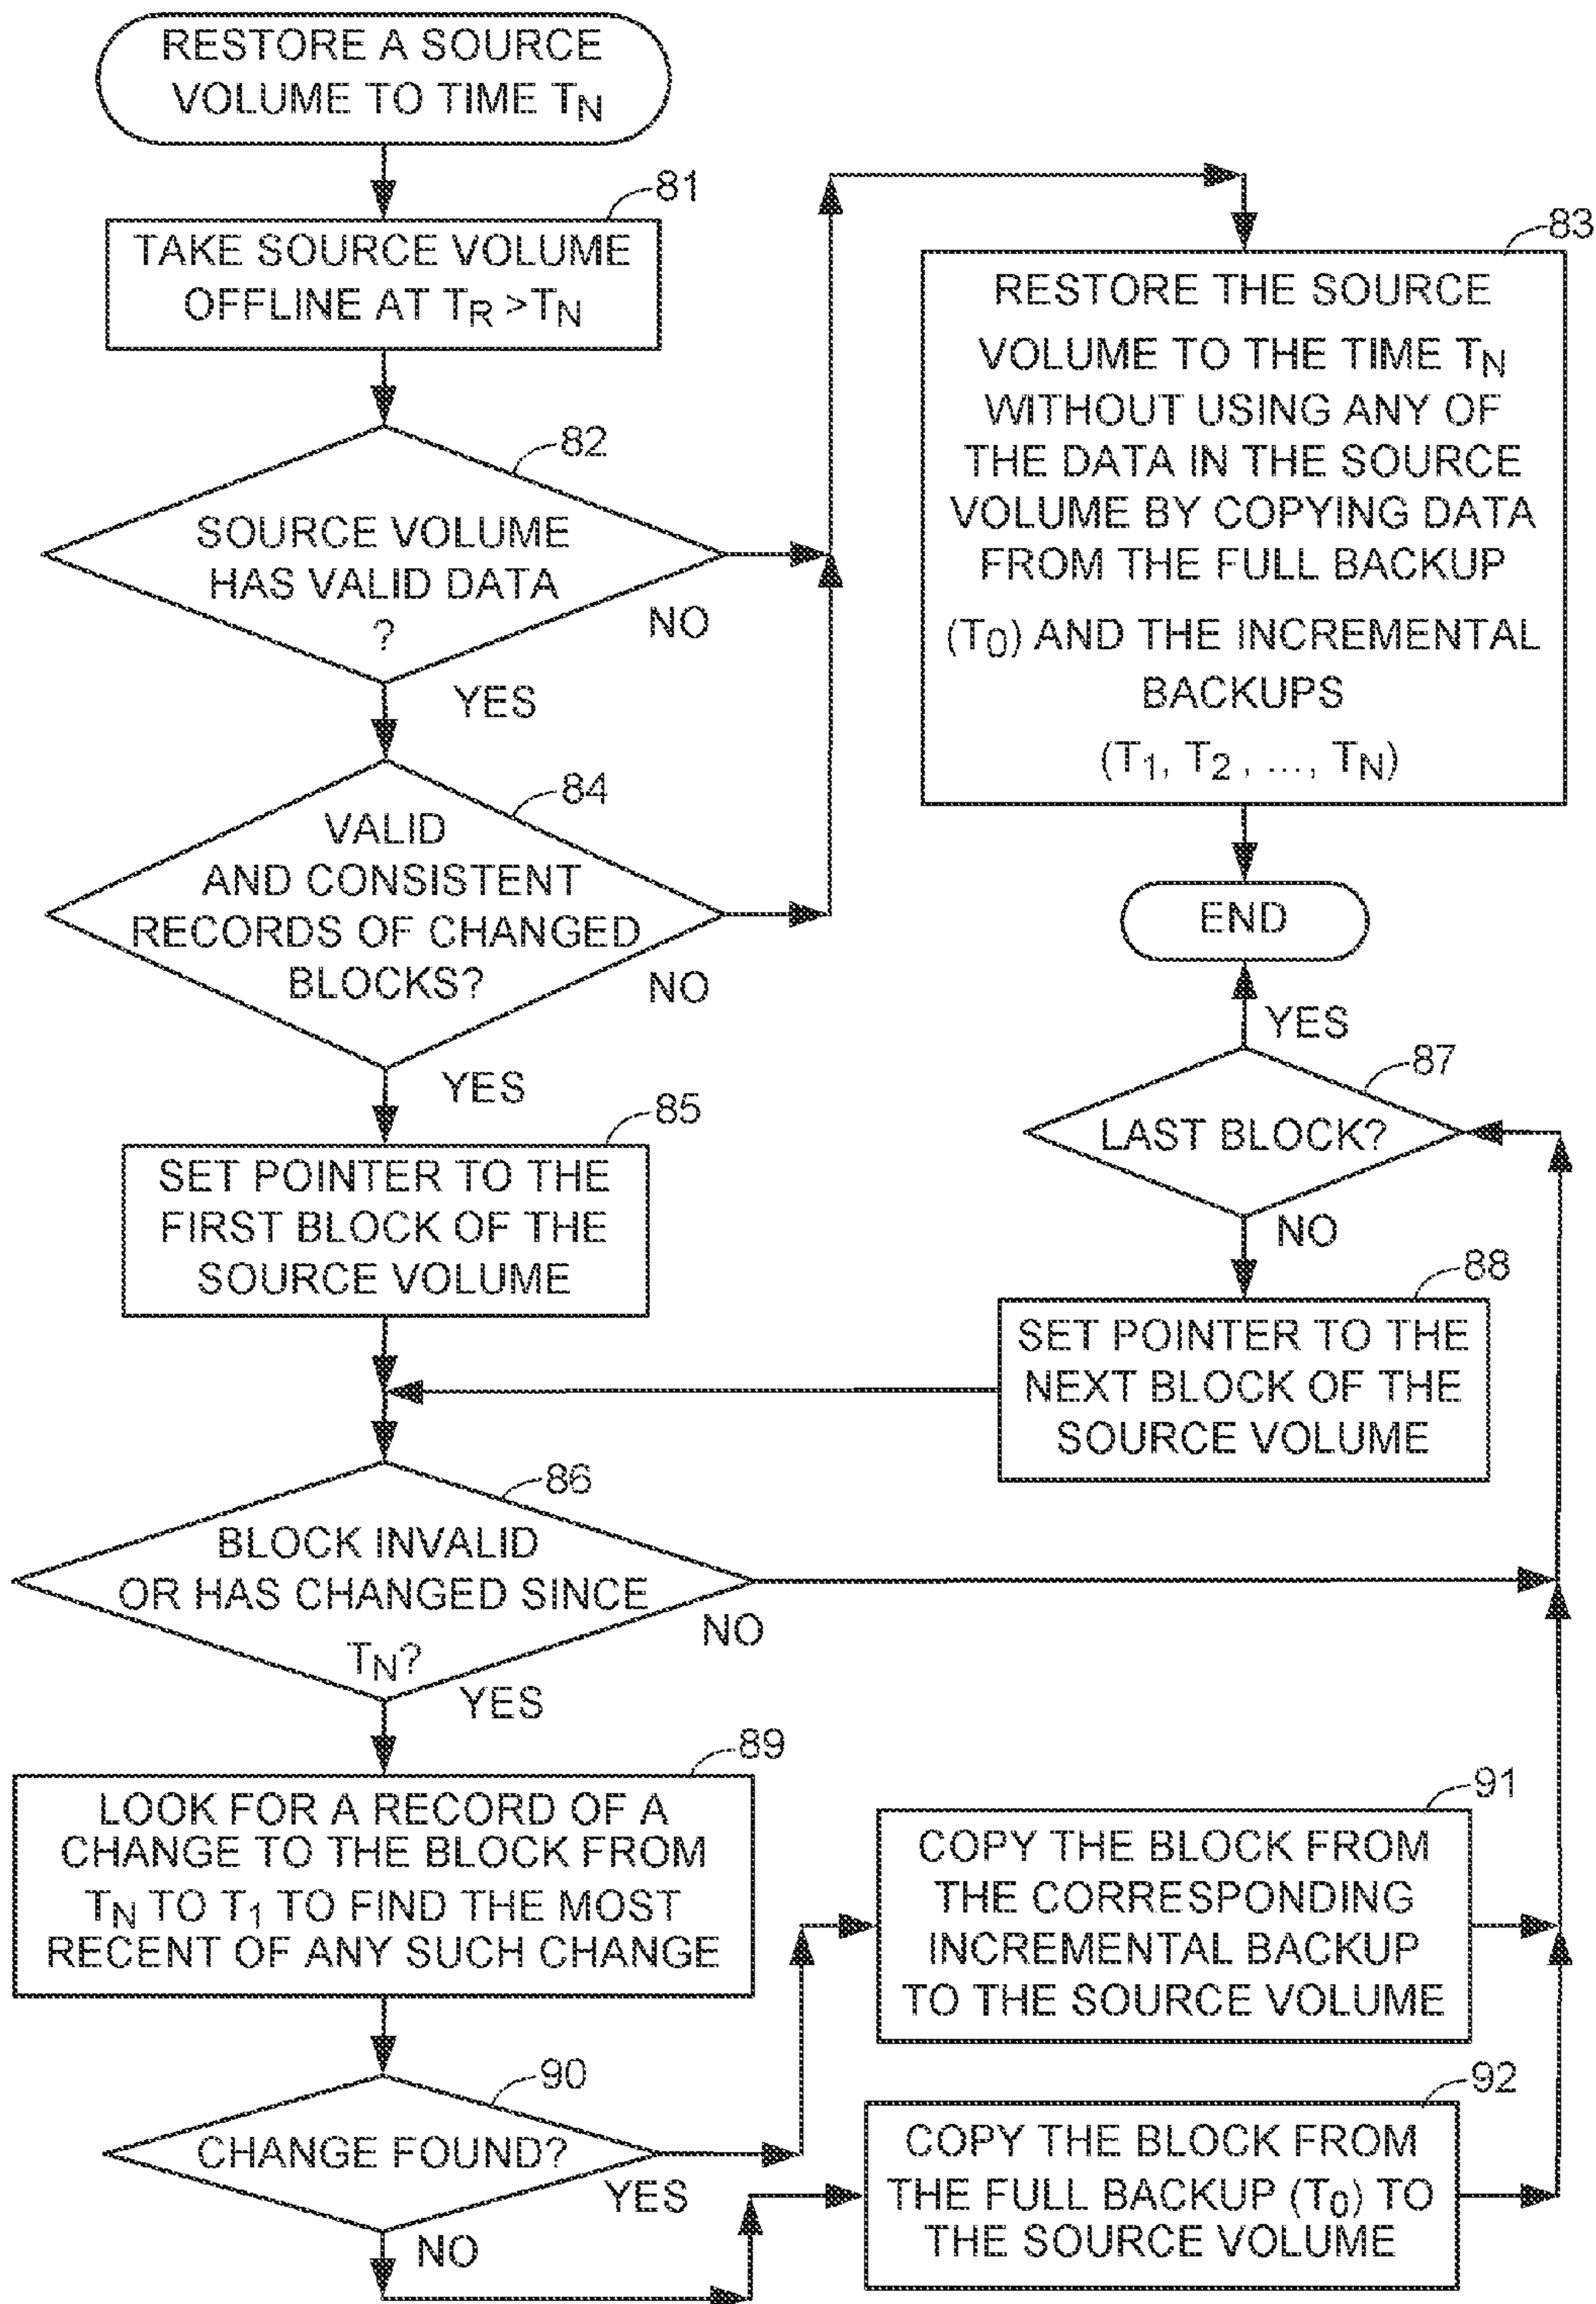 RESTORE A SOURCE
VOLUME TO TIME TN
81
TAKE SOURCE VOLUME
OFFLINE AT TR >TN
82
SOURCE VOLUME
HAS VALID DATA
?
NO
YES
84
VALID
AND CONSISTENT
RECORDS OF CHANGED
BLOCKS?
NO
YES
85
SET POINTER TO THE
FIRST BLOCK OF THE
SOURCE VOLUME
86
BLOCK INVALID
OR HAS CHANGED SINCE
TN?
NO
YES
89
LOOK FOR A RECORD OF A
CHANGE TO THE BLOCK FROM
TN TO T1 TO FIND THE MOST
RECENT OF ANY SUCH CHANGE
90
CHANGE FOUND?
YES
NO
83
RESTORE THE SOURCE
VOLUME TO THE TIME TN
WITHOUT USING ANY OF
THE DATA IN THE SOURCE
VOLUME BY COPYING DATA
FROM THE FULL BACKUP
(T0) AND THE INCREMENTAL
BACKUPS
(T1, T2 , ..., TN)
END
YES
87
LAST BLOCK?
NO
88
SET POINTER TO THE
NEXT BLOCK OF THE
SOURCE VOLUME
91
COPY THE BLOCK FROM
THE CORRESPONDING
INCREMENTAL BACKUP
TO THE SOURCE VOLUME
92
COPY THE BLOCK FROM
THE FULL BACKUP (T0) TO
THE SOURCE VOLUME